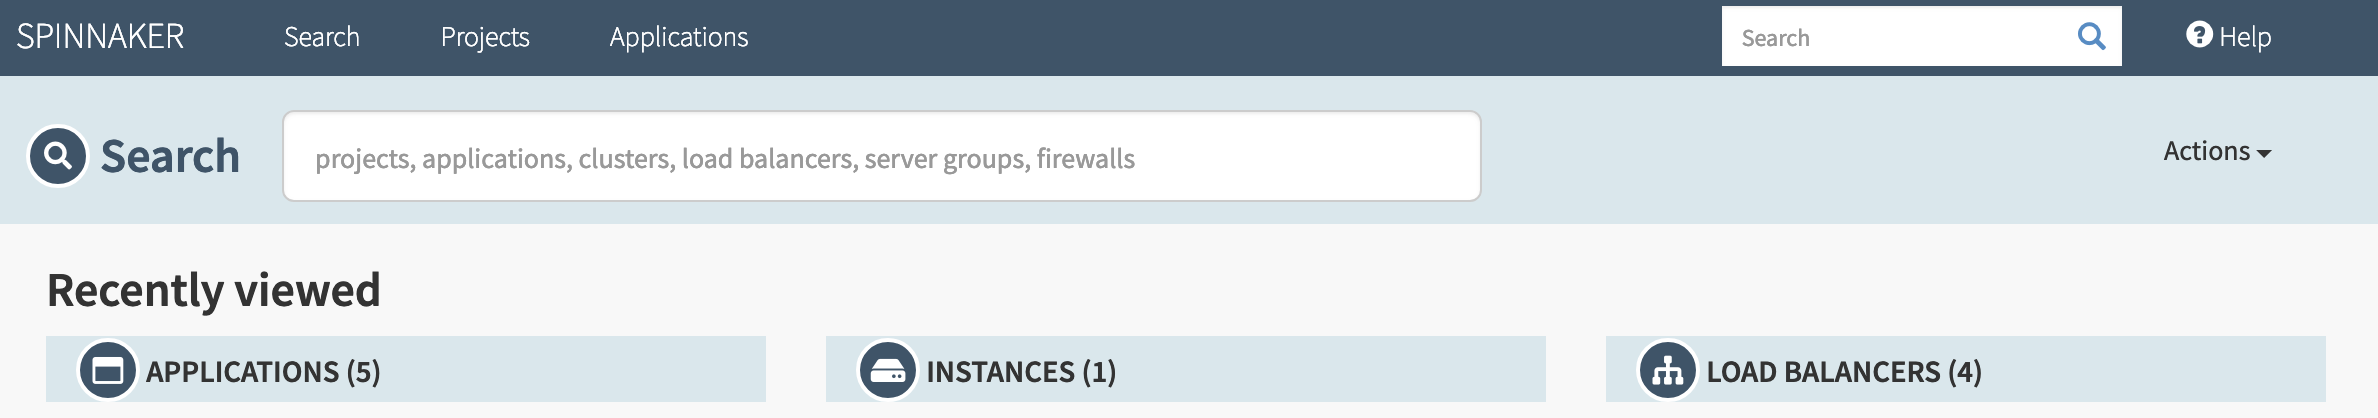 SPINNAKER Search Projects Applications Search Help
Search projects, applications, clusters, load balancers, server groups, firewalls Actions
Recently viewed
APPLICATIONS (5) INSTANCES (1) LOAD BALANCERS (4)